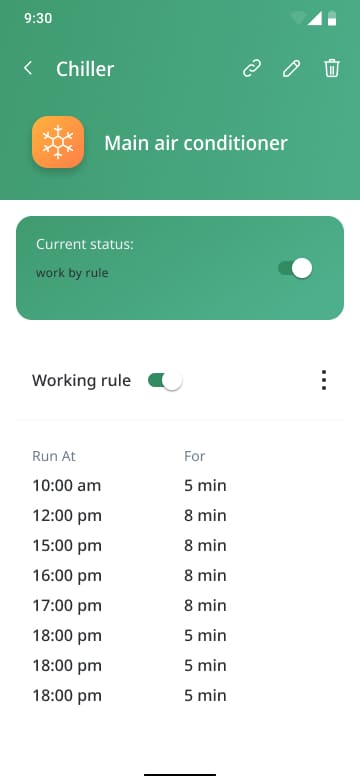 9:30
Chiller
Main air conditioner
Current status:
work by rule
Working rule
Run At For
10:00 am 5 min
12:00 pm 8 min
15:00 pm 8 min
16:00 pm 8 min
17:00 pm 8 min
18:00 pm 5 min
18:00 pm 5 min
18:00 pm 5 min